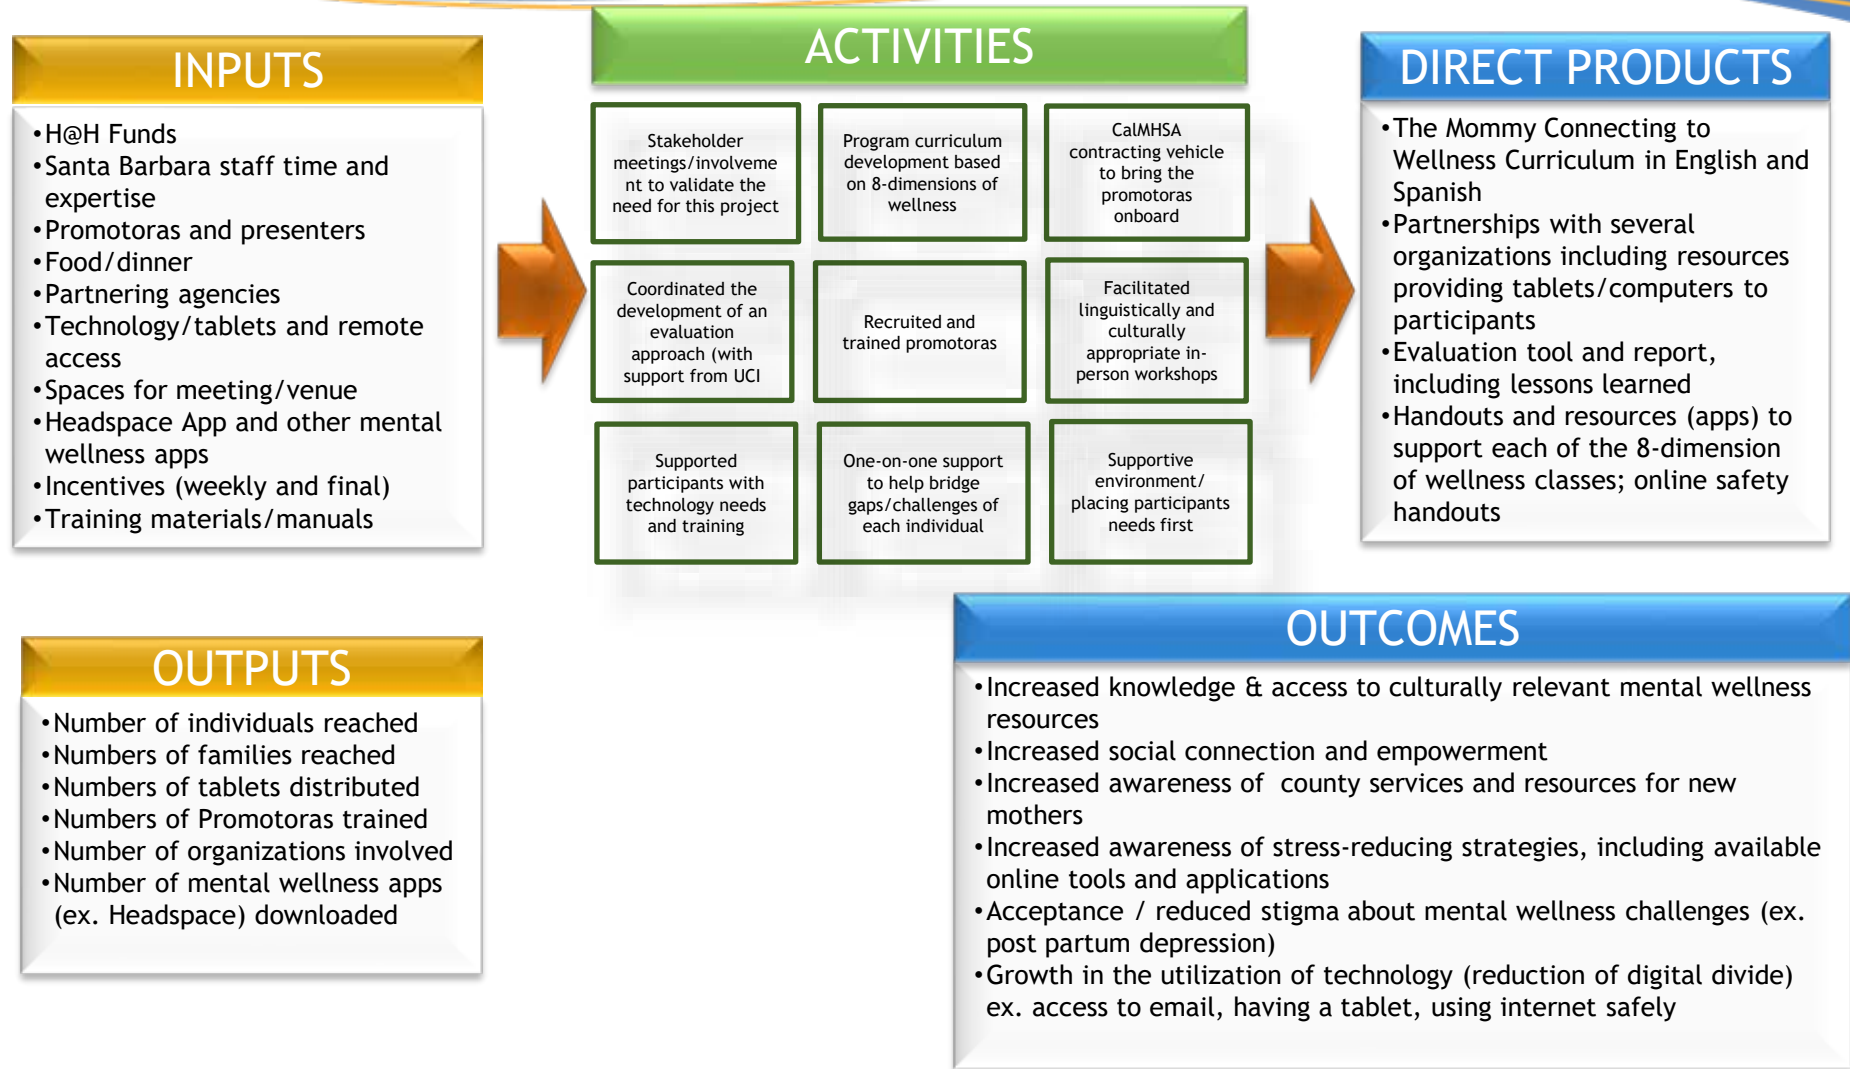 INPUTS
•H@H Funds
•Santa Barbara staff time and
expertise
•Promotoras and presenters
•Food/dinner
•Partnering agencies
•Technology/tablets and remote
access
•Spaces for meeting/venue
•Headspace App and other mental
wellness apps
•Incentives (weekly and final)
•Training materials/manuals
ACTIVITIES
Stakeholder
meetings/involveme
nt to validate the
need for this project
Program curriculum
development based
on 8-dimensions of
wellness
CalMHSA
contracting vehicle
to bring the
promotoras
onboard
Coordinated the
development of an
evaluation
approach (with
support from UCI
Recruited and
trained promotoras
Facilitated
linguistically and
culturally
appropriate in-
person workshops
Supported
participants with
technology needs
and training
One-on-one support
to help bridge
gaps/challenges of
each individual
Supportive
environment/
placing participants
needs first
DIRECT PRODUCTS
•The Mommy Connecting to
Wellness Curriculum in English and
Spanish
•Partnerships with several
organizations including resources
providing tablets/computers to
participants
•Evaluation tool and report,
including lessons learned
•Handouts and resources (apps) to
support each of the 8-dimension
of wellness classes; online safety
handouts
OUTPUTS
•Number of individuals reached
•Numbers of families reached
•Numbers of tablets distributed
•Numbers of Promotoras trained
•Number of organizations involved
•Number of mental wellness apps
(ex. Headspace) downloaded
OUTCOMES
•Increased knowledge & access to culturally relevant mental wellness
resources
•Increased social connection and empowerment
•Increased awareness of  county services and resources for new
mothers
•Increased awareness of stress-reducing strategies, including available
online tools and applications
•Acceptance / reduced stigma about mental wellness challenges (ex.
post partum depression)
•Growth in the utilization of technology (reduction of digital divide)
ex. access to email, having a tablet, using internet safely